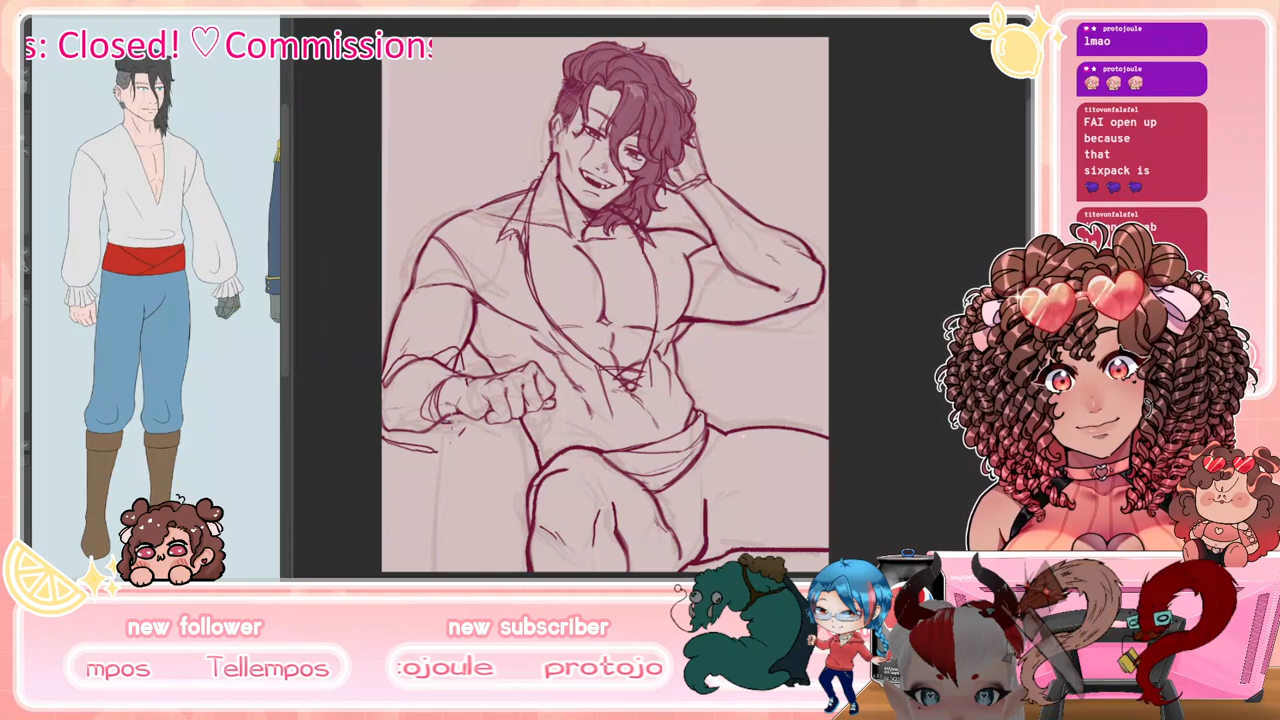 s: Closed! ♡Commissions
protojoule
lmao
protojoule
titovonfalafel
FAI open up
because
that
sixpack is
titovonfalafel
new follower
new subscriber
mpos Tellempos
ojoule protojo